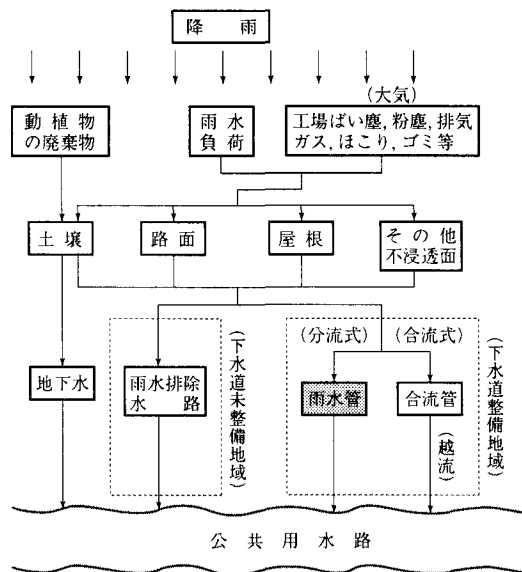 降雨
(大気)
動植物
の廃棄物
雨水
負荷
工場ばい塵,粉塵,排気
ガス,ほこり,ゴミ等
土壌
路面
屋根
その他
不浸透面
(分流式)
(合流式)
地下水
雨水排除
水路
(下水道未整備地域)
雨水管
合流管
(越流)
(下水道整備地域)
公共用水路